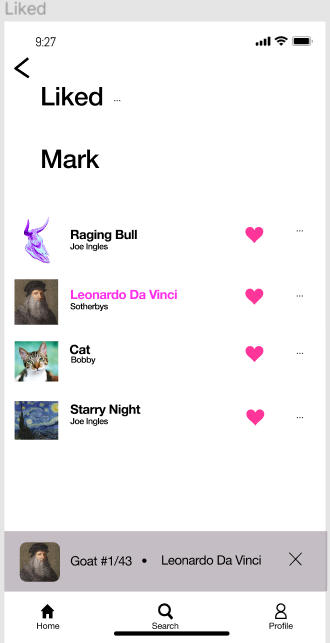 Liked
9:27
Liked ...
Mark
Raging Bull
Joe Ingles
...
Leonardo Da Vinci
Sotherbys
...
Cat
Bobby
...
Starry Night
Joe Ingles
...
Goat #1/43 • Leonardo Da Vinci
Home
Search
Profile